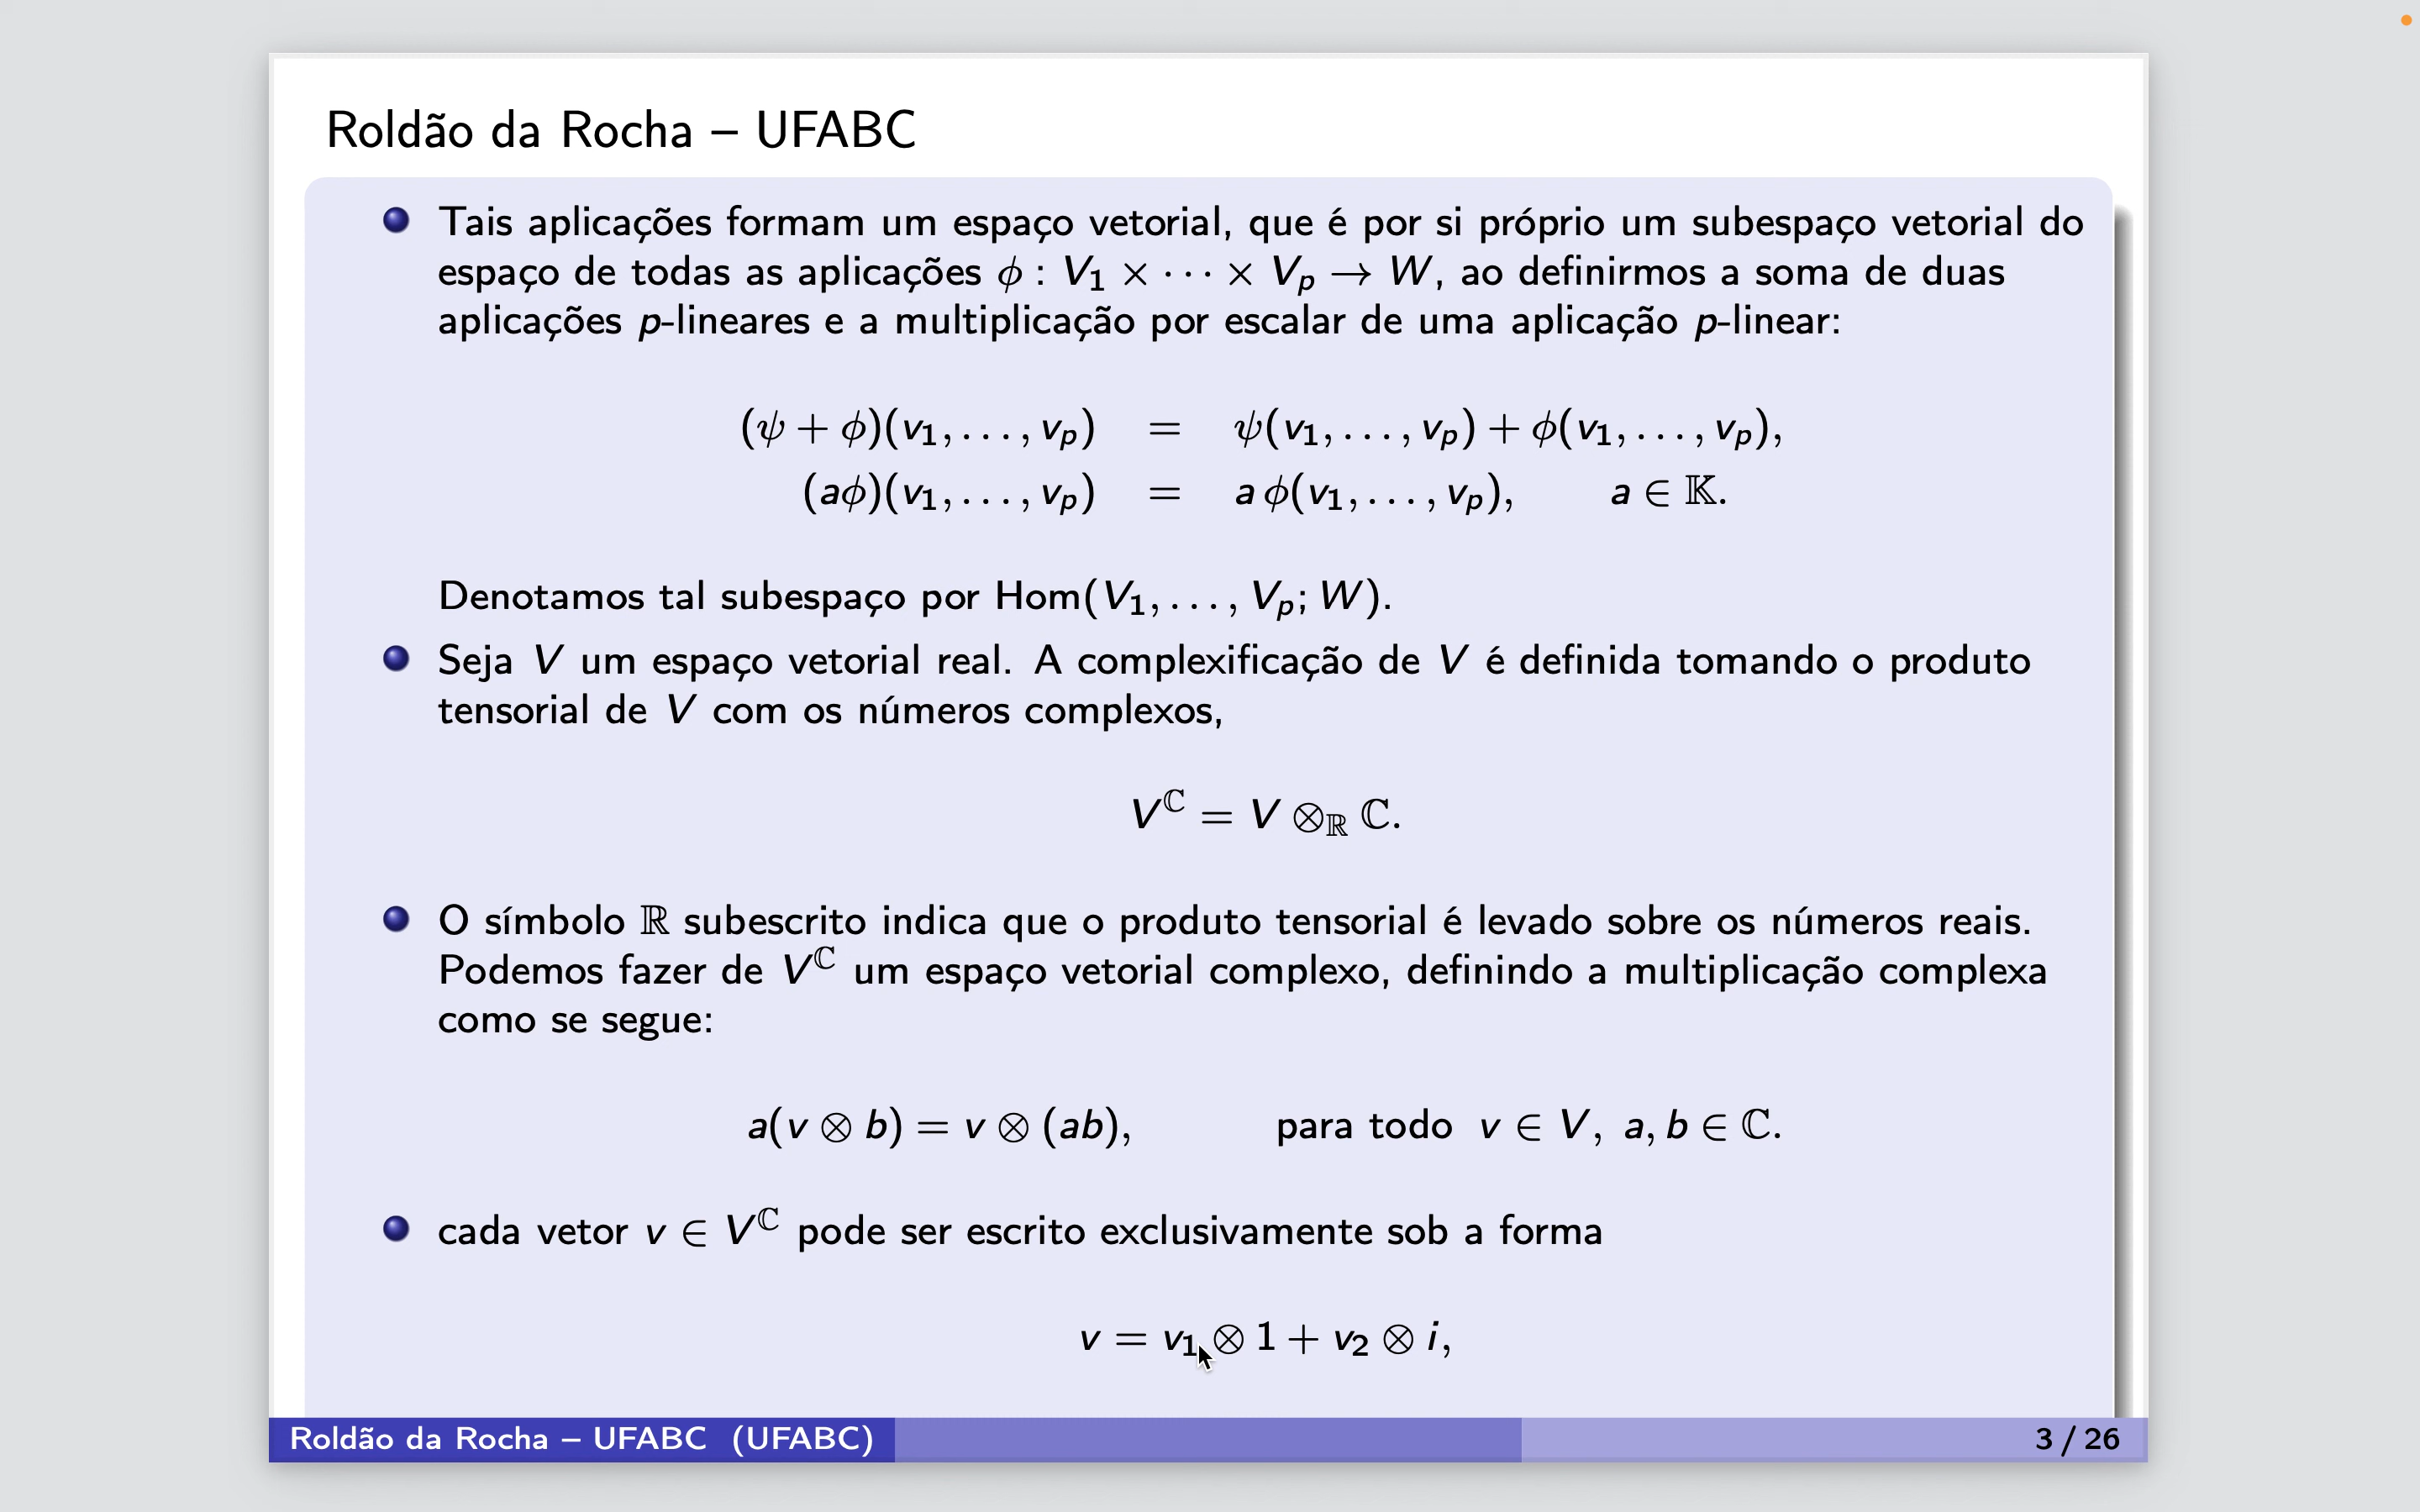 Roldão da Rocha – UFABC
Tais aplicações formam um espaço vetorial, que é por si próprio um subespaço vetorial do
espaço de todas as aplicações ϕ : V₁ × · · · × Vₚ → W, ao definirmos a soma de duas
aplicações p-lineares e a multiplicação por escalar de uma aplicação p-linear:
(ψ + ϕ)(v₁, . . . , vₚ) = ψ(v₁, . . . , vₚ) + ϕ(v₁, . . . , vₚ),
(aϕ)(v₁, . . . , vₚ) = a ϕ(v₁, . . . , vₚ), a ∈ 𝕂.
Denotamos tal subespaço por Hom(V₁, . . . , Vₚ; W).
Seja V um espaço vetorial real. A complexificação de V é definida tomando o produto
tensorial de V com os números complexos,
V^ℂ = V ⊗_ℝ ℂ.
O símbolo ℝ subescrito indica que o produto tensorial é levado sobre os números reais.
Podemos fazer de V^ℂ um espaço vetorial complexo, definindo a multiplicação complexa
como se segue:
a(v ⊗ b) = v ⊗ (ab), para todo v ∈ V, a, b ∈ ℂ.
cada vetor v ∈ V^ℂ pode ser escrito exclusivamente sob a forma
v = v₁ ⊗ 1 + v₂ ⊗ i,
Roldão da Rocha – UFABC (UFABC) 3 / 26